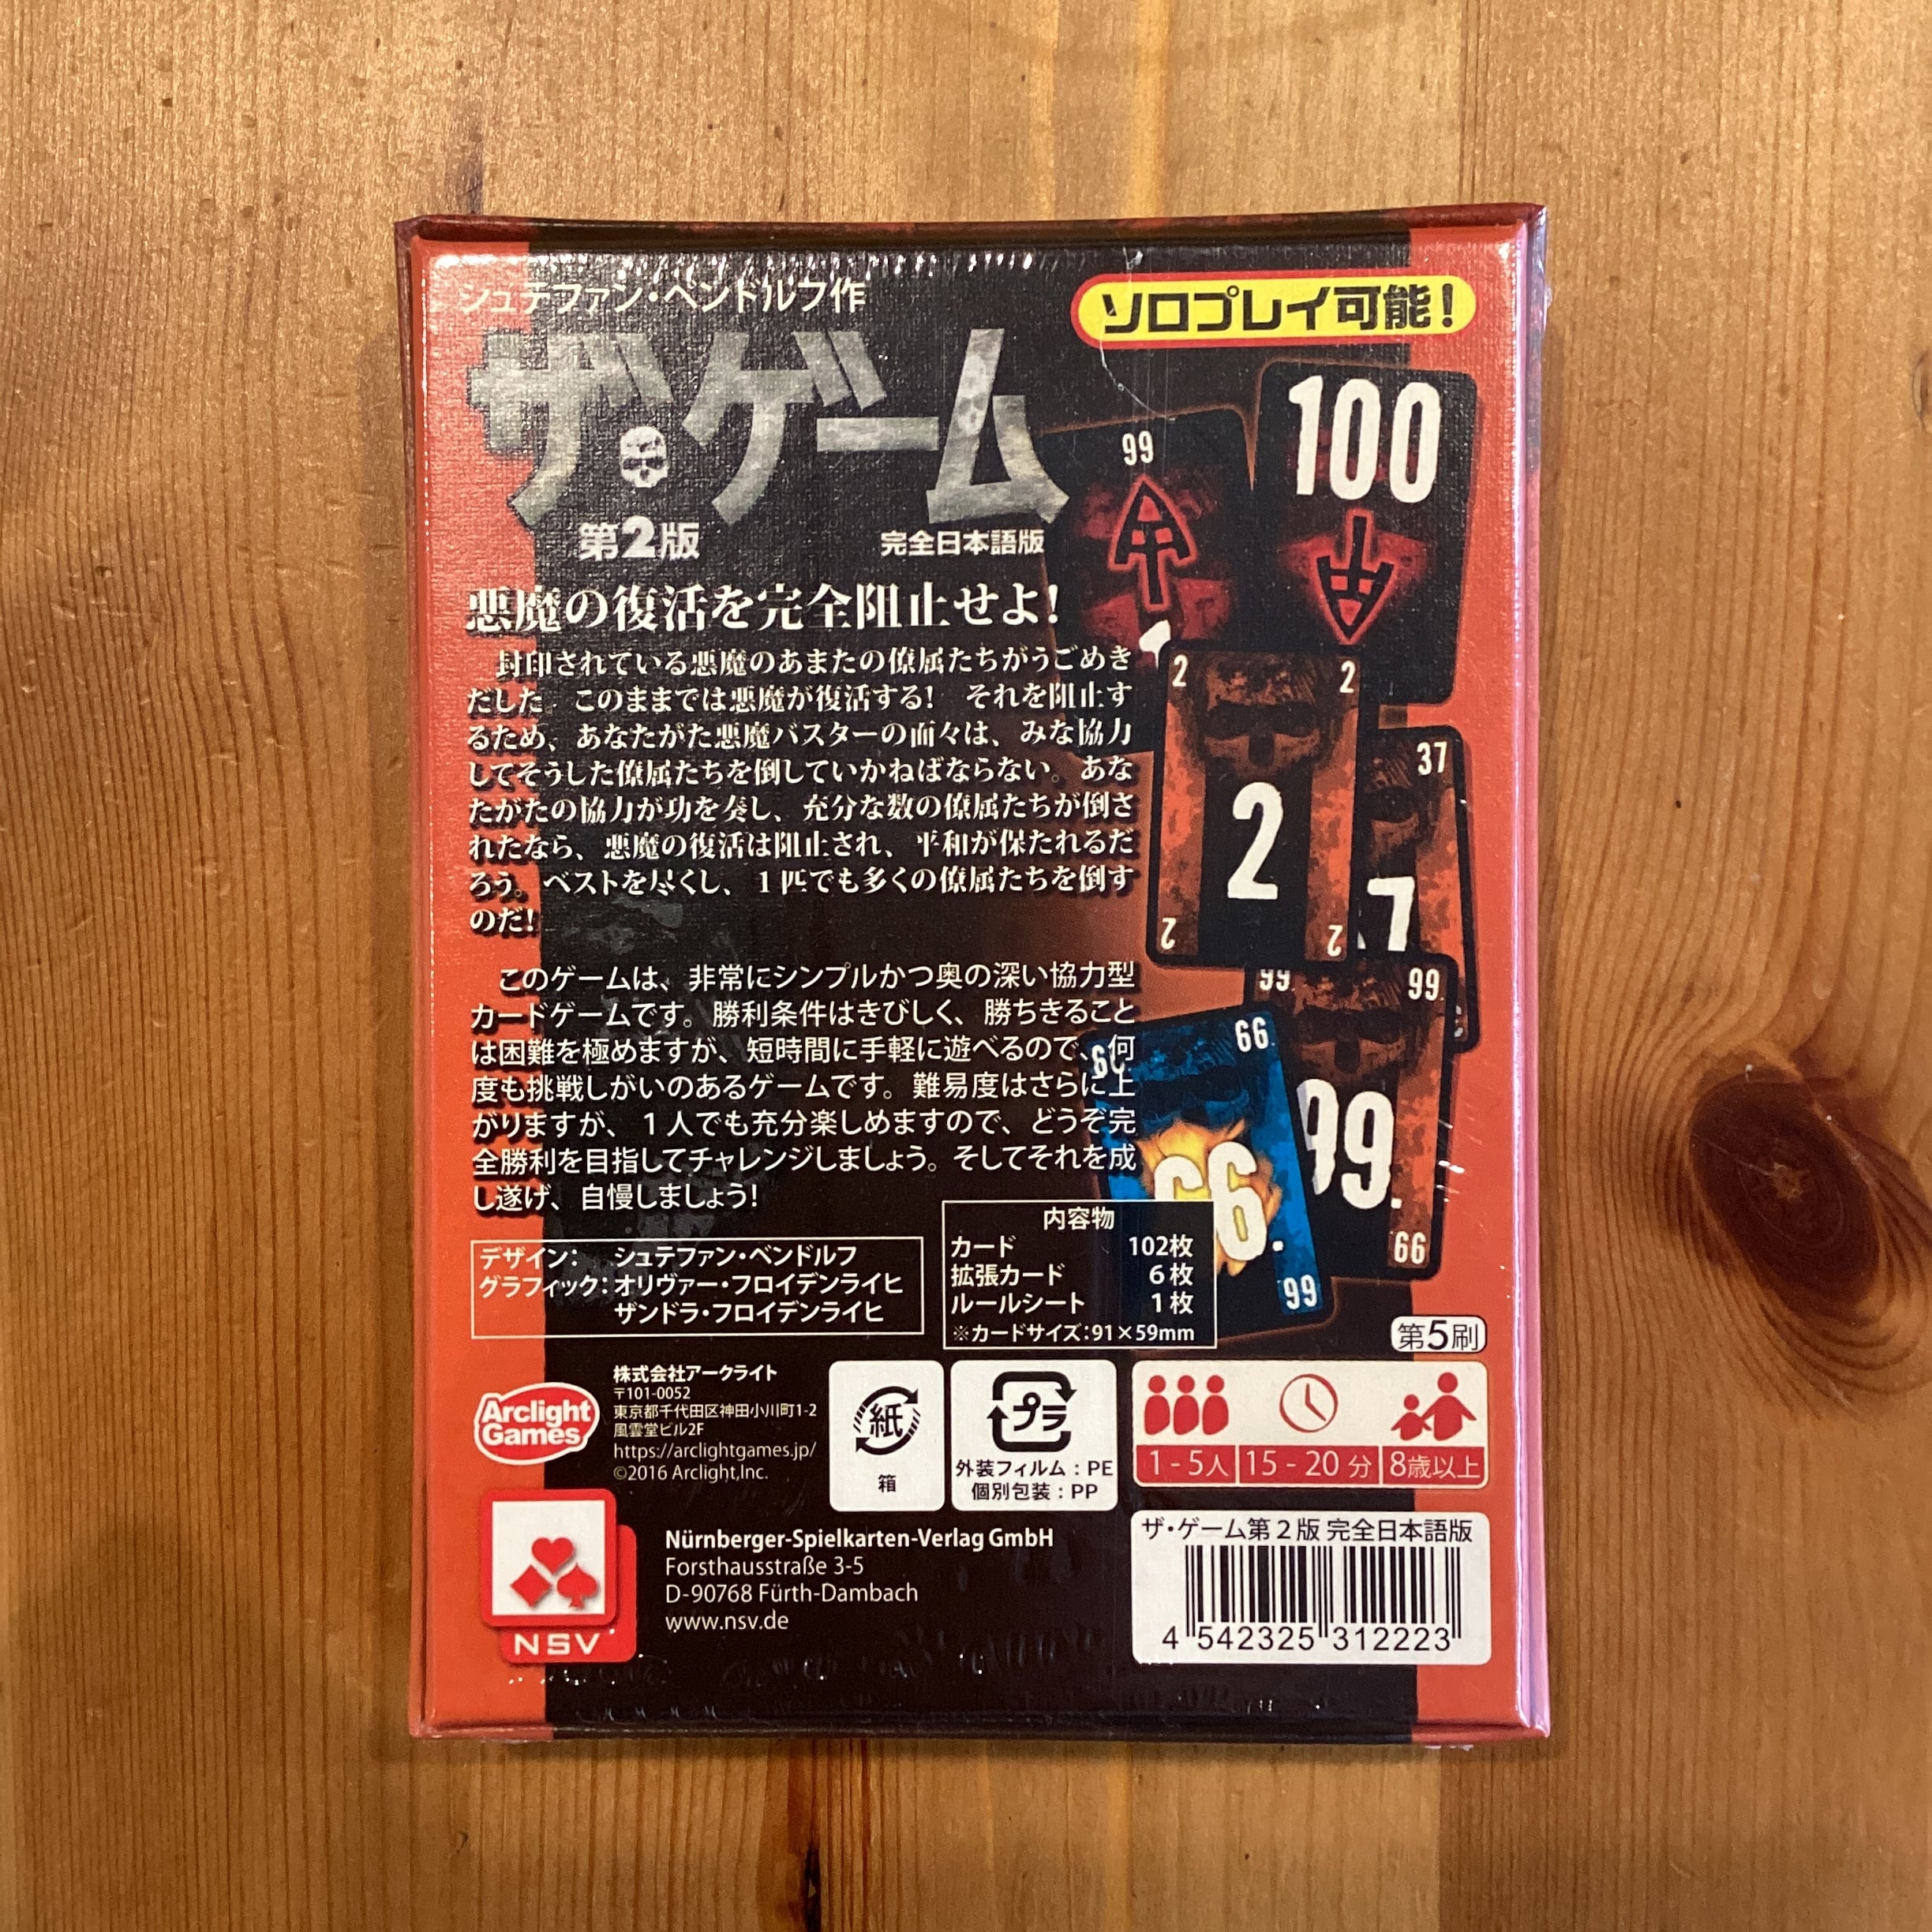 シュテファン・ベンドルフ作
ソロプレイ可能！
ザ・ゲーム
第2版
完全日本語版
悪魔の復活を完全阻止せよ！
封印されている悪魔のあまたの僚属たちがうごめき
だした。このままでは悪魔が復活する！ それを阻止す
るため、あなたがた悪魔バスターの面々は、みな協力
してそうした僚属たちを倒していかねばならない。あな
たがたの協力が功を奏し、充分な数の僚属たちが倒さ
れたなら、悪魔の復活は阻止され、平和が保たれるだ
ろう。ベストを尽くし、1匹でも多くの僚属たちを倒す
のだ！
このゲームは、非常にシンプルかつ奥の深い協力型
カードゲームです。勝利条件はきびしく、勝ちきること
は困難を極めますが、短時間に手軽に遊べるので、何
度も挑戦しがいのあるゲームです。難易度はさらに上
がりますが、1人でも充分楽しめますので、どうぞ完
全勝利を目指してチャレンジしましょう。そしてそれを成
し遂げ、自慢しましょう！
99
100
2
2
2
2
2
37
7
99.
99.
99.
66
66.
66.
99
デザイン： シュテファン・ベンドルフ
グラフィック：オリヴァー・フロイデンライヒ
ザンドラ・フロイデンライヒ
内容物
カード 102枚
拡張カード 6枚
ルールシート 1枚
※カードサイズ：91×59mm
第5刷
Arclight
Games
株式会社アークライト
〒101-0052
東京都千代田区神田小川町1-2
風雲堂ビル2F
https://arclightgames.jp/
©2016 Arclight,Inc.
紙
箱
プラ
外装フィルム：PE
個別包装：PP
1-5人
15-20分
8歳以上
NSV
Nürnberger-Spielkarten-Verlag GmbH
Forsthausstraße 3-5
D-90768 Fürth-Dambach
www.nsv.de
ザ・ゲーム第2版 完全日本語版
4 542325 312223